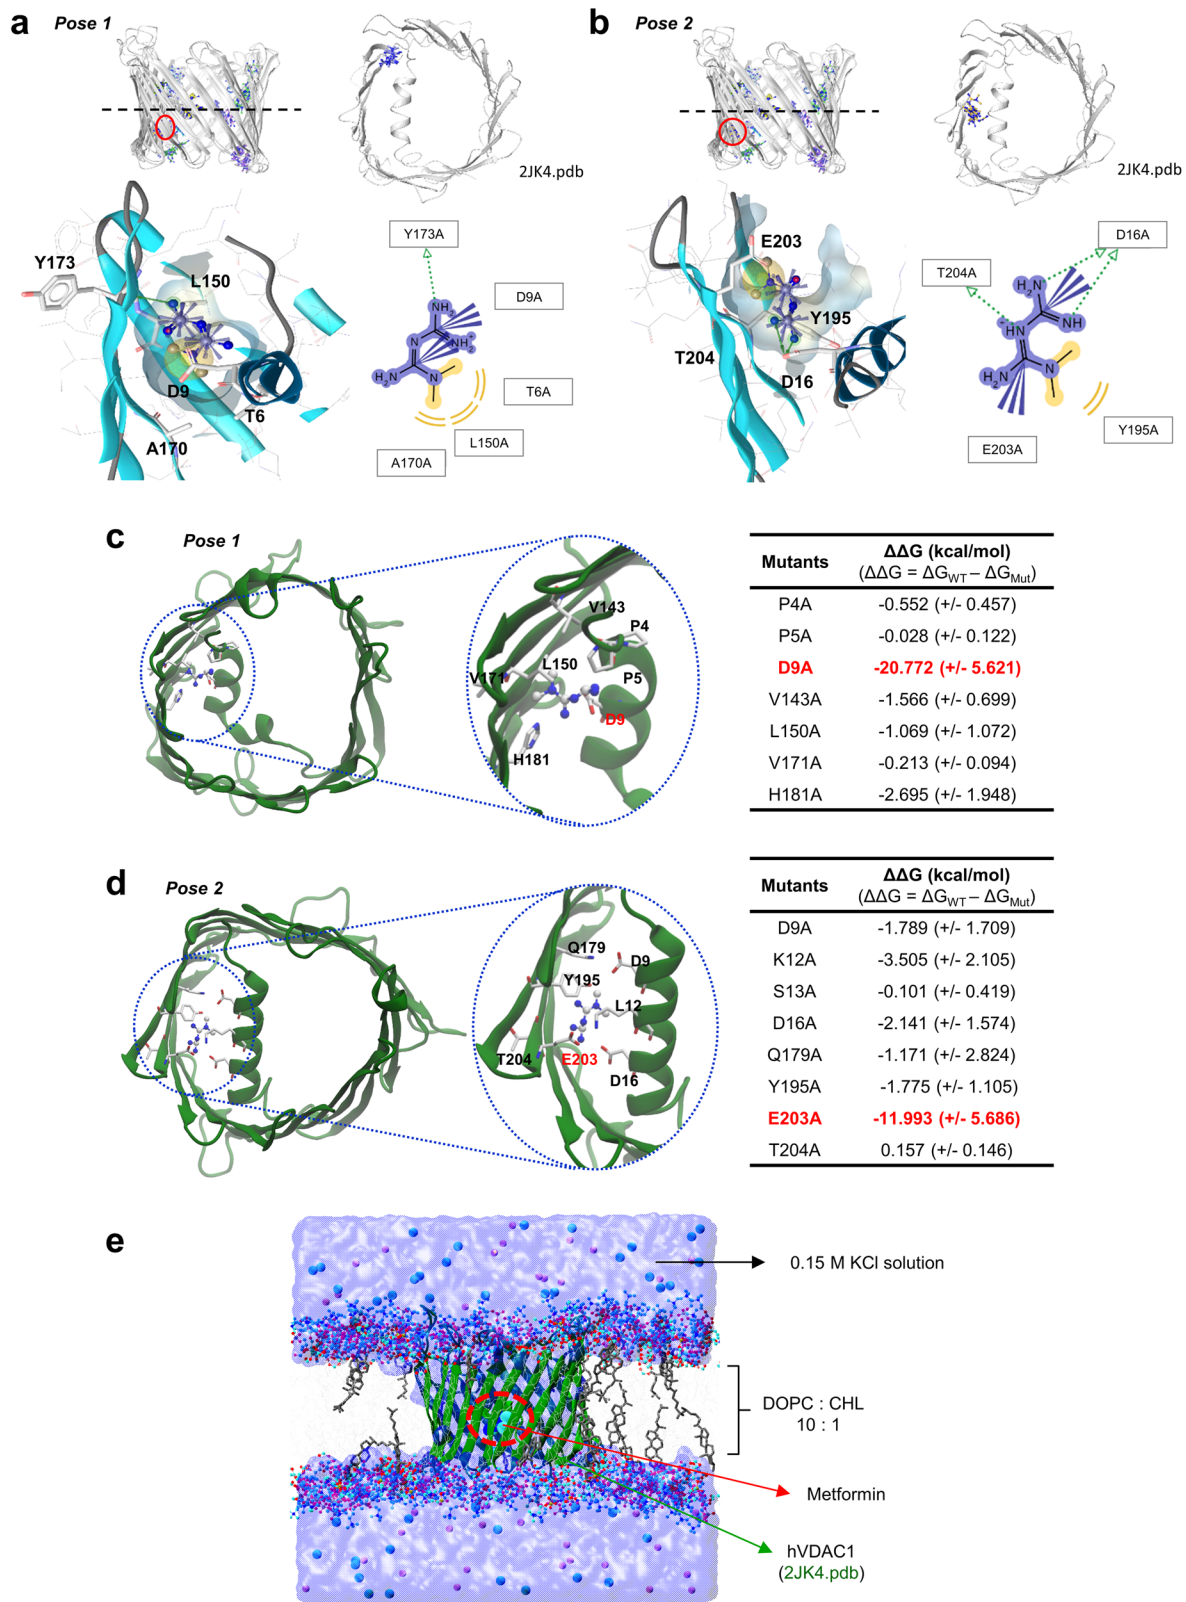 a
Pose 1
2JK4.pdb
Y173
L150
D9
T6
A170
Y173A
D9A
T6A
L150A
A170A
NH2
N
NH2
+
H2N
N
b
Pose 2
2JK4.pdb
E203
Y195
T204
D16
D16A
T204A
Y195A
E203A
H2N
NH
+
HN
H2N
N
c
Pose 1
V143
P4
L150
P5
V171
D9
H181
Mutants
ΔΔG (kcal/mol)
(ΔΔG = ΔGWT – ΔGMut)
P4A -0.552 (+/- 0.457)
P5A -0.028 (+/- 0.122)
D9A -20.772 (+/- 5.621)
V143A -1.566 (+/- 0.699)
L150A -1.069 (+/- 1.072)
V171A -0.213 (+/- 0.094)
H181A -2.695 (+/- 1.948)
d
Pose 2
Q179
D9
Y195
L12
T204
E203
D16
Mutants
ΔΔG (kcal/mol)
(ΔΔG = ΔGWT – ΔGMut)
D9A -1.789 (+/- 1.709)
K12A -3.505 (+/- 2.105)
S13A -0.101 (+/- 0.419)
D16A -2.141 (+/- 1.574)
Q179A -1.171 (+/- 2.824)
Y195A -1.775 (+/- 1.105)
E203A -11.993 (+/- 5.686)
T204A 0.157 (+/- 0.146)
e
0.15 M KCl solution
DOPC : CHL
10 : 1
Metformin
hVDAC1
(2JK4.pdb)